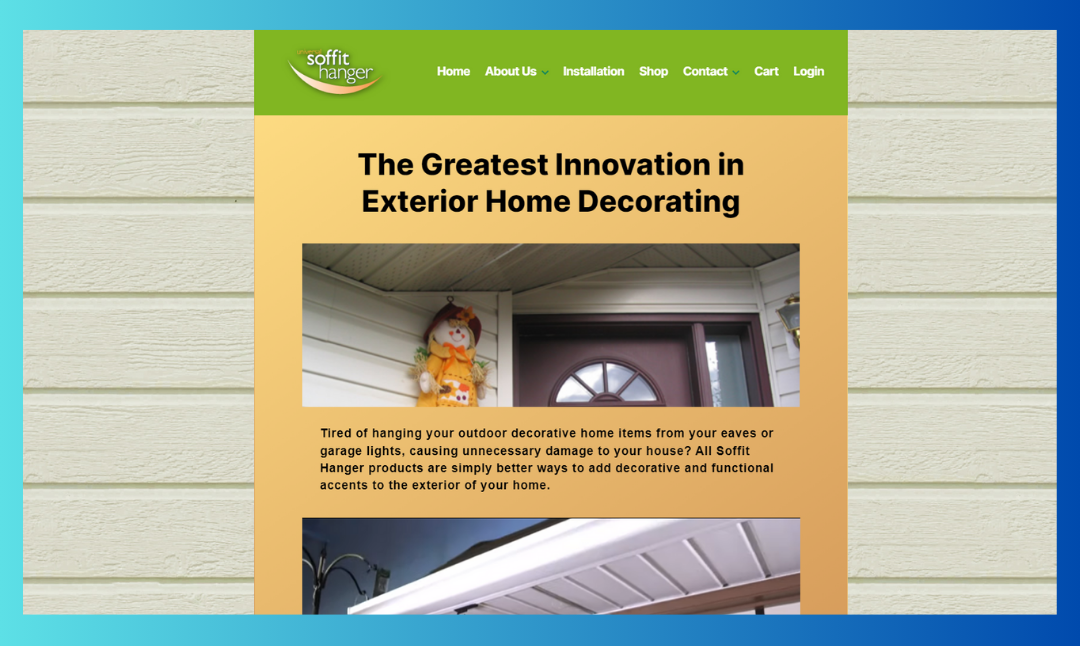 soffit
hanger
Home About Us Installation Shop Contact Cart Login
The Greatest Innovation in
Exterior Home Decorating
Tired of hanging your outdoor decorative home items from your eaves or
garage lights, causing unnecessary damage to your house? All Soffit
Hanger products are simply better ways to add decorative and functional
accents to the exterior of your home.